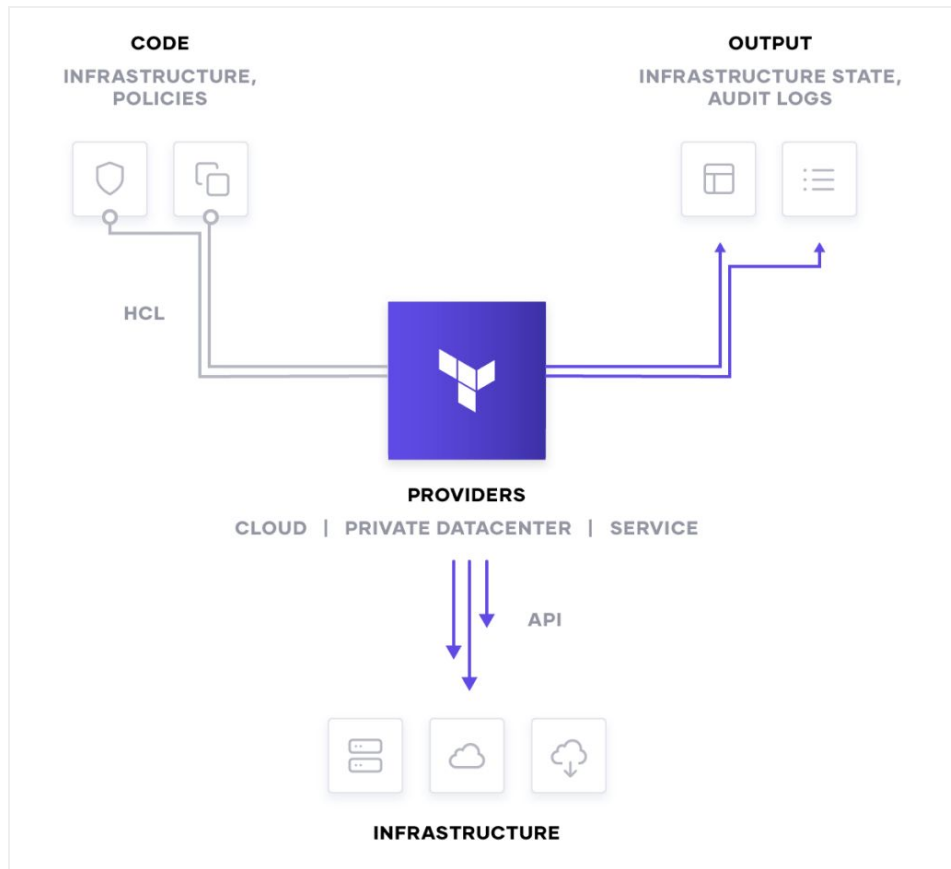 CODE
INFRASTRUCTURE,
POLICIES
OUTPUT
INFRASTRUCTURE STATE,
AUDIT LOGS
HCL
PROVIDERS
CLOUD | PRIVATE DATACENTER | SERVICE
API
INFRASTRUCTURE